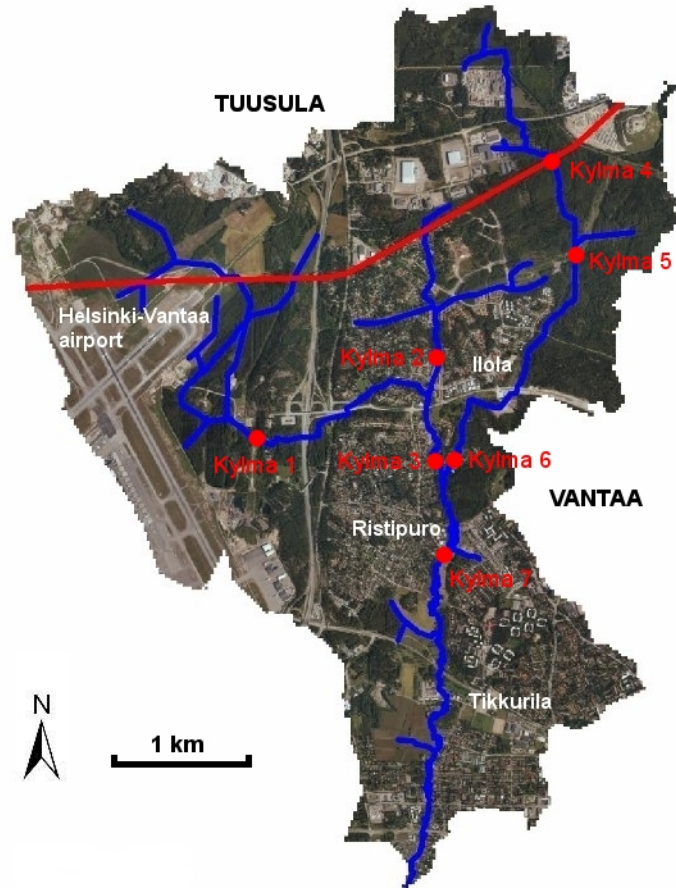 TUUSULA
Kylma 4
Kylma 5
Helsinki-Vantaa
airport
Kylma 2
Ilola
Kylma 1
Kylma 3
Kylma 6
VANTAA
Ristipuro
Kylma 7
N
Tikkurila
1 km